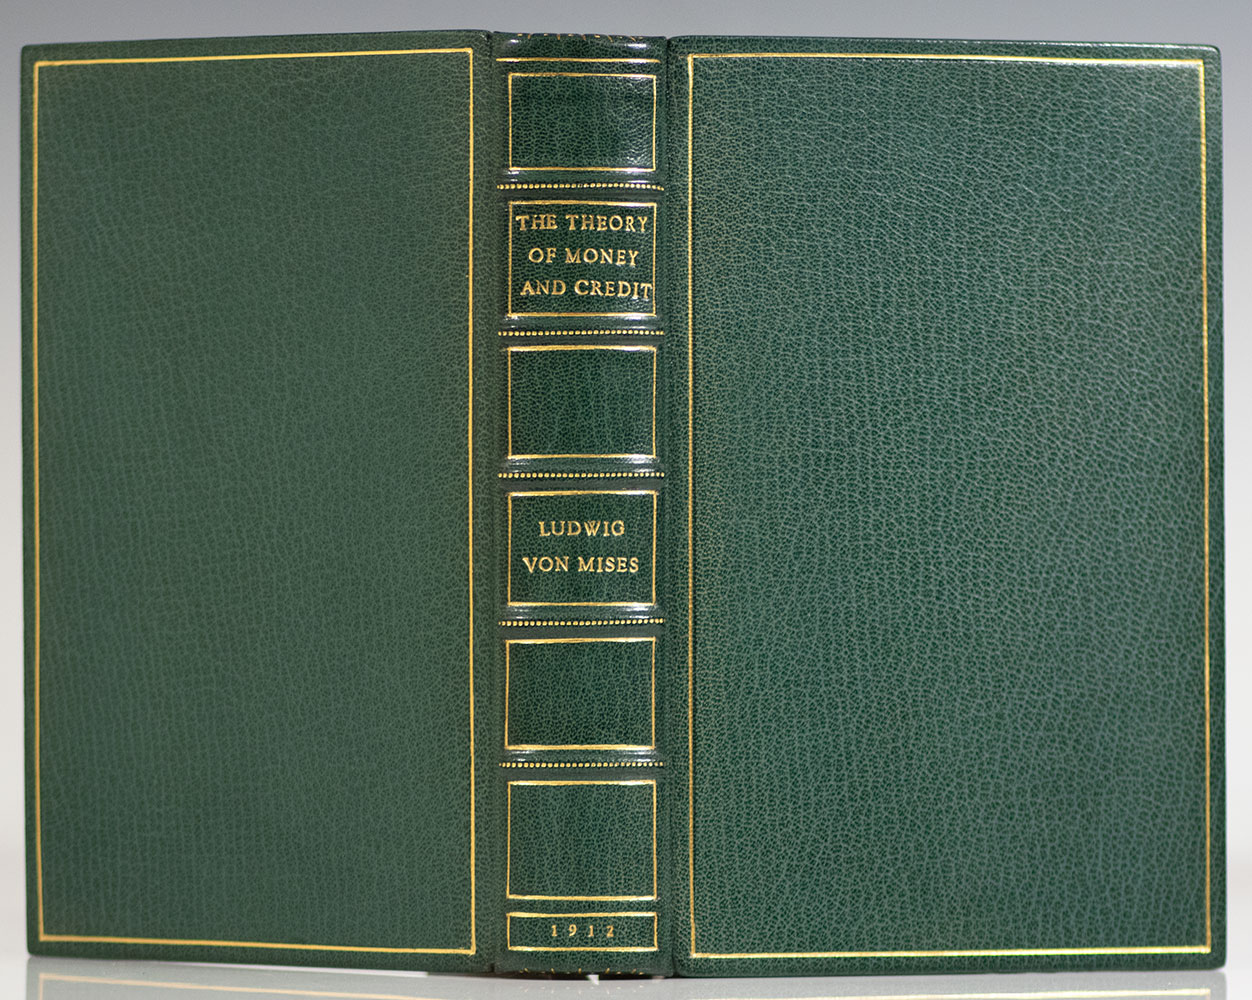 THE THEORY
OF MONEY
AND CREDIT
LUDWIG
VON MISES
1912